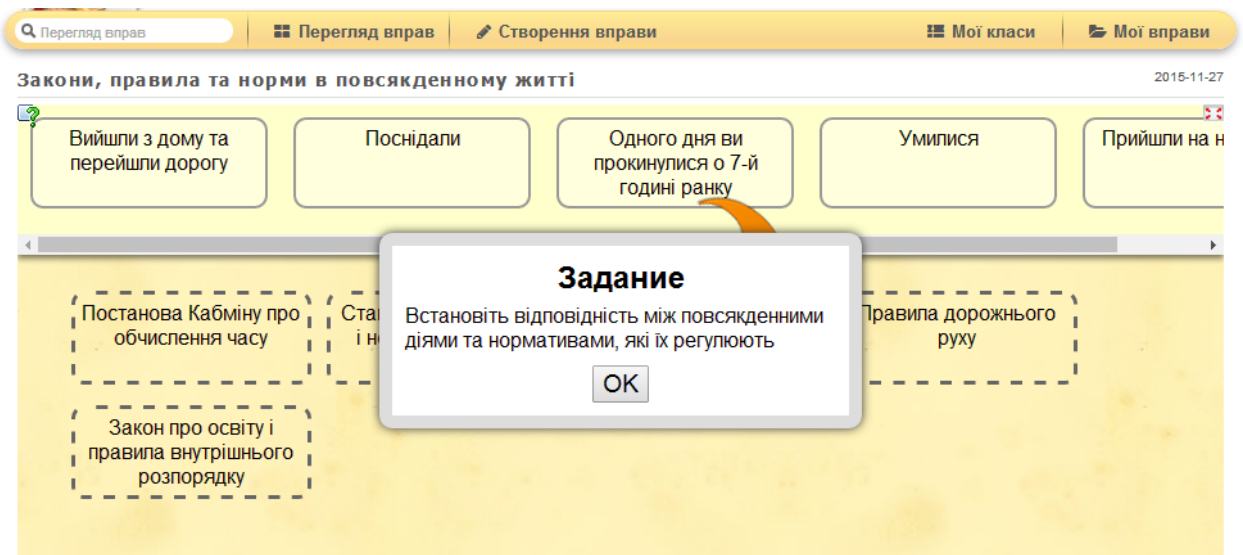 Перегляд вправ
Перегляд вправ
Створення вправи
Мої класи
Мої вправи
Закони, правила та норми в повсякденному житті
2015-11-27
Вийшли з дому та
перейшли дорогу
Поснідали
Одного дня ви
прокинулися о 7-й
годині ранку
Умилися
Прийшли на н
Задание
Встановіть відповідність між повсякденними
діями та нормативами, які їх регулюють
OK
Постанова Кабміну про
обчислення часу
Ста
і н
Правила дорожнього
руху
Закон про освіту і
правила внутрішнього
розпорядку